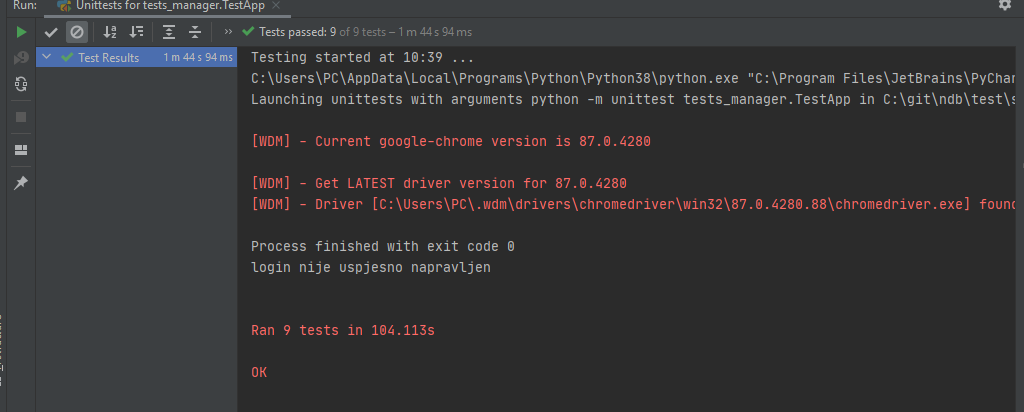 Run: Unittests for tests_manager.TestApp ×
» Tests passed: 9 of 9 tests – 1 m 44 s 94 ms
Test Results 1 m 44 s 94 ms
Testing started at 10:39 ...
C:\Users\PC\AppData\Local\Programs\Python\Python38\python.exe "C:\Program Files\JetBrains\PyChar
Launching unittests with arguments python -m unittest tests_manager.TestApp in C:\git\ndb\test\s
[WDM] - Current google-chrome version is 87.0.4280
[WDM] - Get LATEST driver version for 87.0.4280
[WDM] - Driver [C:\Users\PC\.wdm\drivers\chromedriver\win32\87.0.4280.88\chromedriver.exe] found
Process finished with exit code 0
login nije uspjesno napravljen
Ran 9 tests in 104.113s
OK